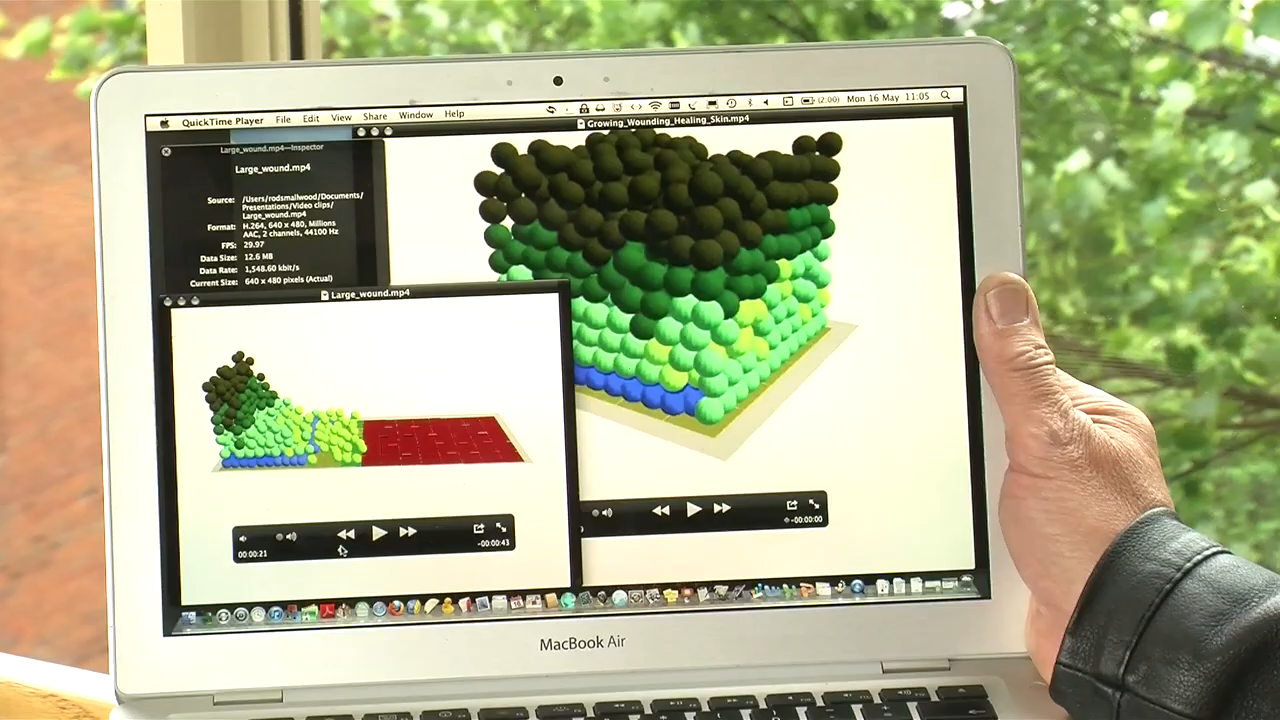 QuickTime Player File Edit View Share Window Help
(2:00) Mon 16 May 11:05
Growing_Wounding_Healing_Skin.mp4
Large_wound.mp4—Inspector
Large_wound.mp4
Source: /Users/rodsmallwood/Documents/
Presentations/Video clips/
Large_wound.mp4
Format: H.264, 640 x 480, Millions
AAC, 2 channels, 44100 Hz
FPS: 29.97
Data Size: 12.6 MB
Data Rate: 1,548.60 kbit/s
Current Size: 640 x 480 pixels (Actual)
Large_wound.mp4
00:00:21
-00:00:43
-00:00:00
MacBook Air